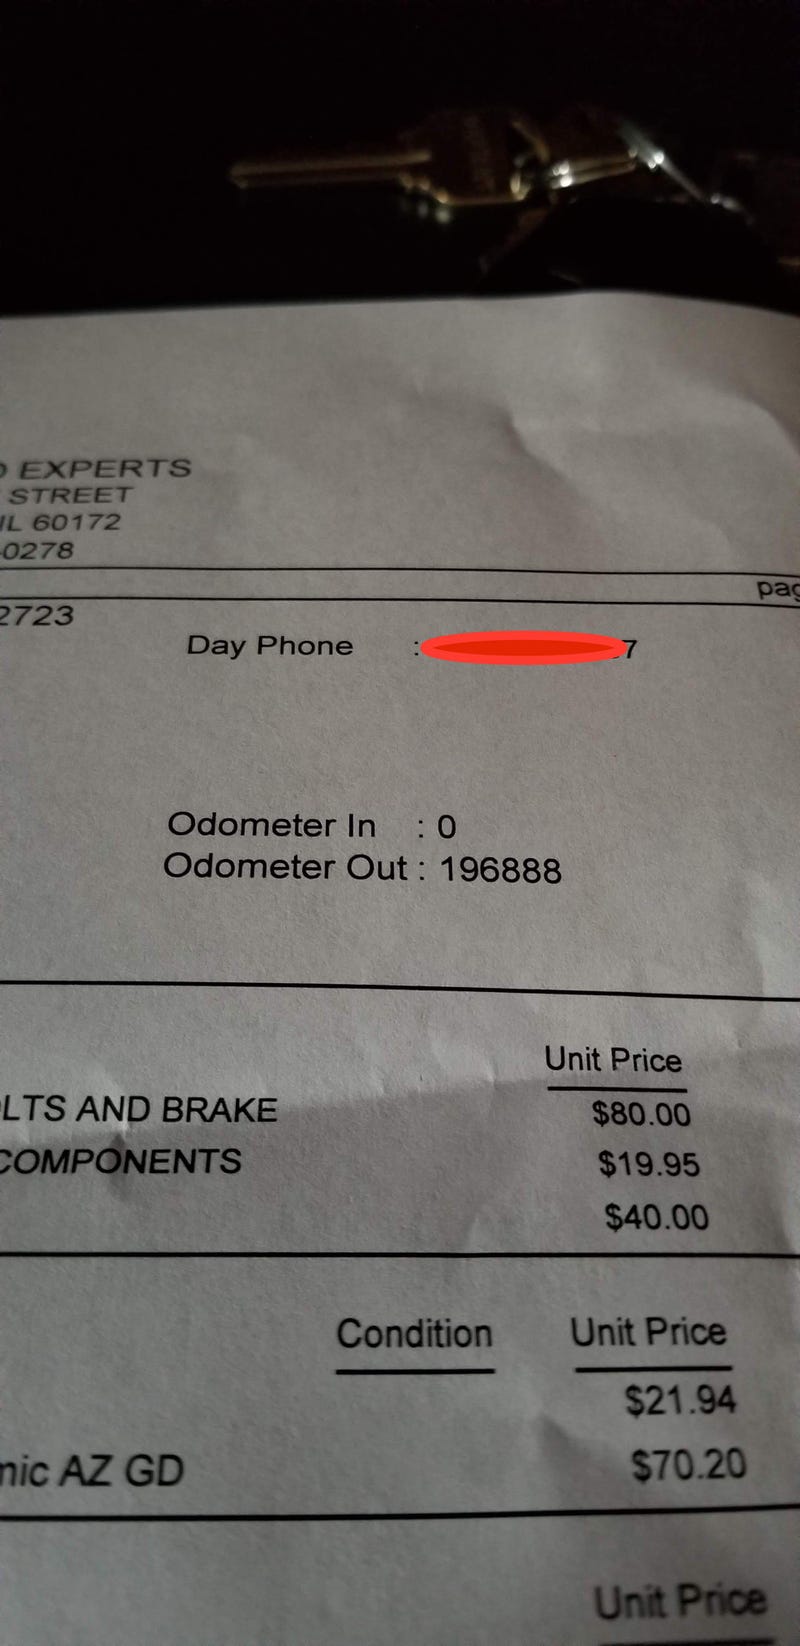 EXPERTS
STREET
IL 60172
0278
pag
2723
Day Phone : 7
Odometer In : 0
Odometer Out : 196888
Unit Price
LTS AND BRAKE $80.00
COMPONENTS $19.95
$40.00
Condition Unit Price
$21.94
nic AZ GD $70.20
Unit Price